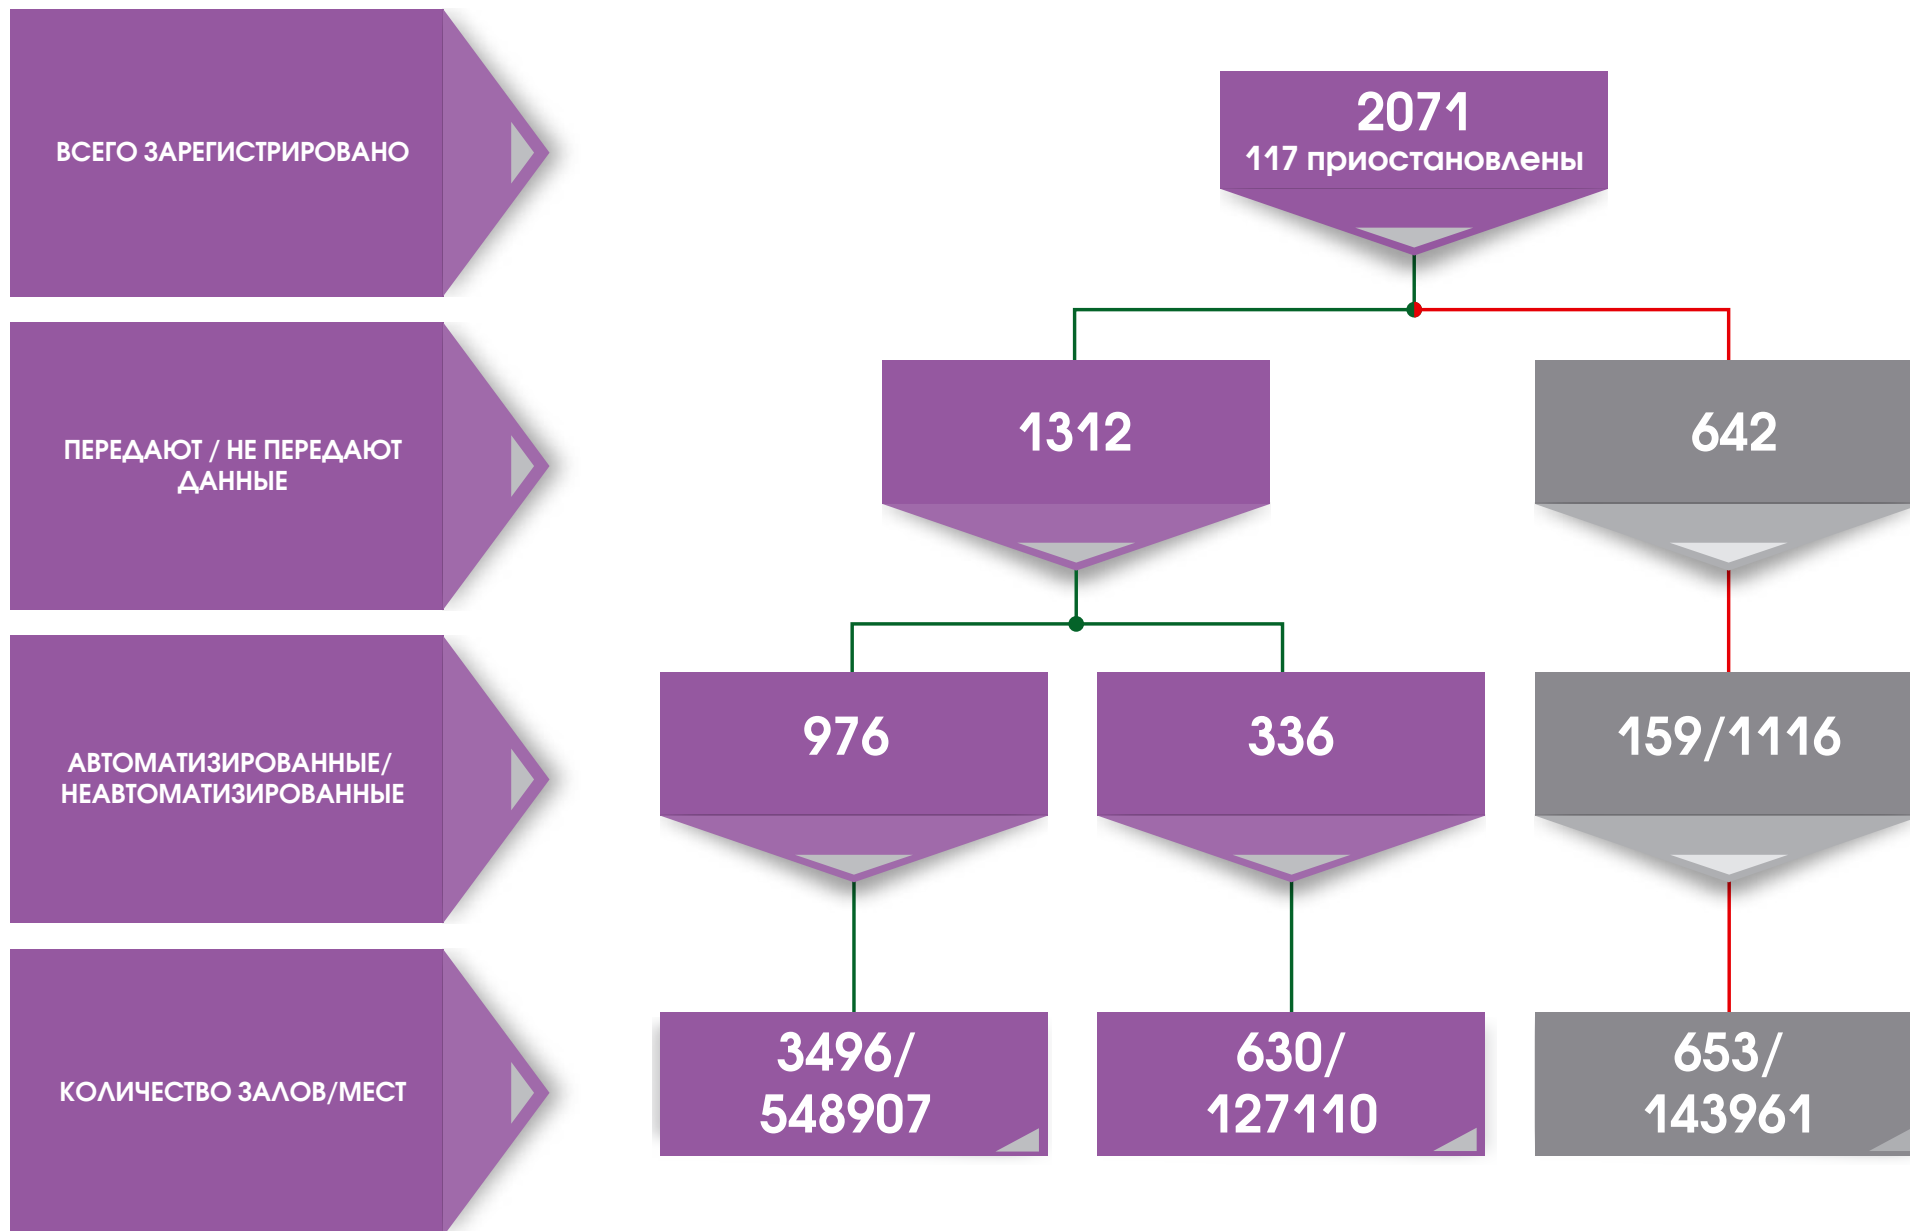 ВСЕГО ЗАРЕГИСТРИРОВАНО
2071
117 приостановлены
ПЕРЕДАЮТ / НЕ ПЕРЕДАЮТ
ДАННЫЕ
1312
642
АВТОМАТИЗИРОВАННЫЕ/
НЕАВТОМАТИЗИРОВАННЫЕ
976
336
159/1116
КОЛИЧЕСТВО ЗАЛОВ/МЕСТ
3496/
548907
630/
127110
653/
143961